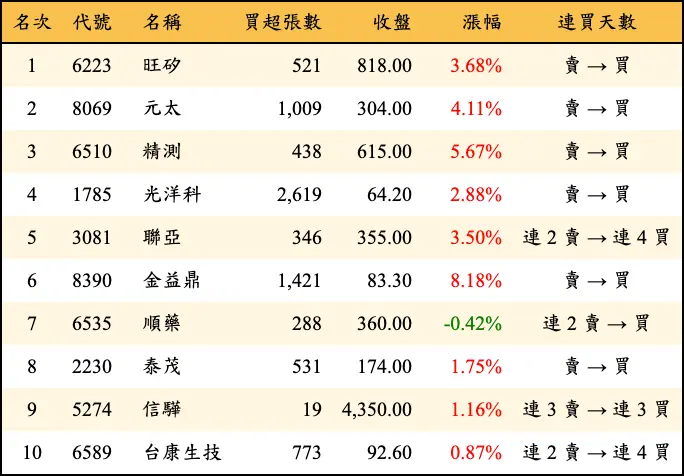 名次 代號 名稱 買超張數 收盤 漲幅 連買天數
1 6223 旺矽 521 818.00 3.68% 賣 → 買
2 8069 元太 1,009 304.00 4.11% 賣 → 買
3 6510 精測 438 615.00 5.67% 賣 → 買
4 1785 光洋科 2,619 64.20 2.88% 賣 → 買
5 3081 聯亞 346 355.00 3.50% 連 2 賣 → 連 4 買
6 8390 金益鼎 1,421 83.30 8.18% 賣 → 買
7 6535 順藥 288 360.00 -0.42% 連 2 賣 → 買
8 2230 泰茂 531 174.00 1.75% 賣 → 買
9 5274 信驊 19 4,350.00 1.16% 連 3 賣 → 連 3 買
10 6589 台康生技 773 92.60 0.87% 連 2 賣 → 連 4 買